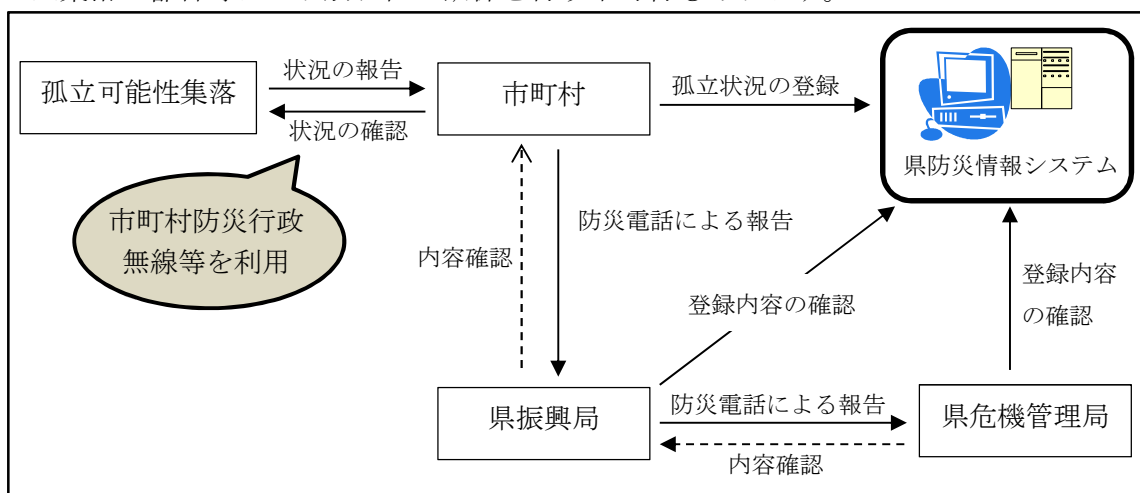 状況の報告
孤立可能性集落
市町村
孤立状況の登録
状況の確認
県防災情報システム
市町村防災行政
無線等を利用
防災電話による報告
内容確認
登録内容の確認
登録内容
の確認
県振興局
防災電話による報告
県危機管理局
内容確認